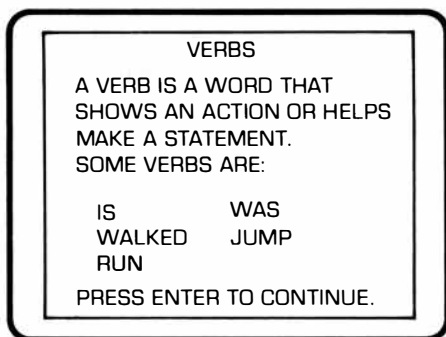 VERBS
A VERB IS A WORD THAT
SHOWS AN ACTION OR HELPS
MAKE A STATEMENT.
SOME VERBS ARE:
IS WAS
WALKED JUMP
RUN
PRESS ENTER TO CONTINUE.